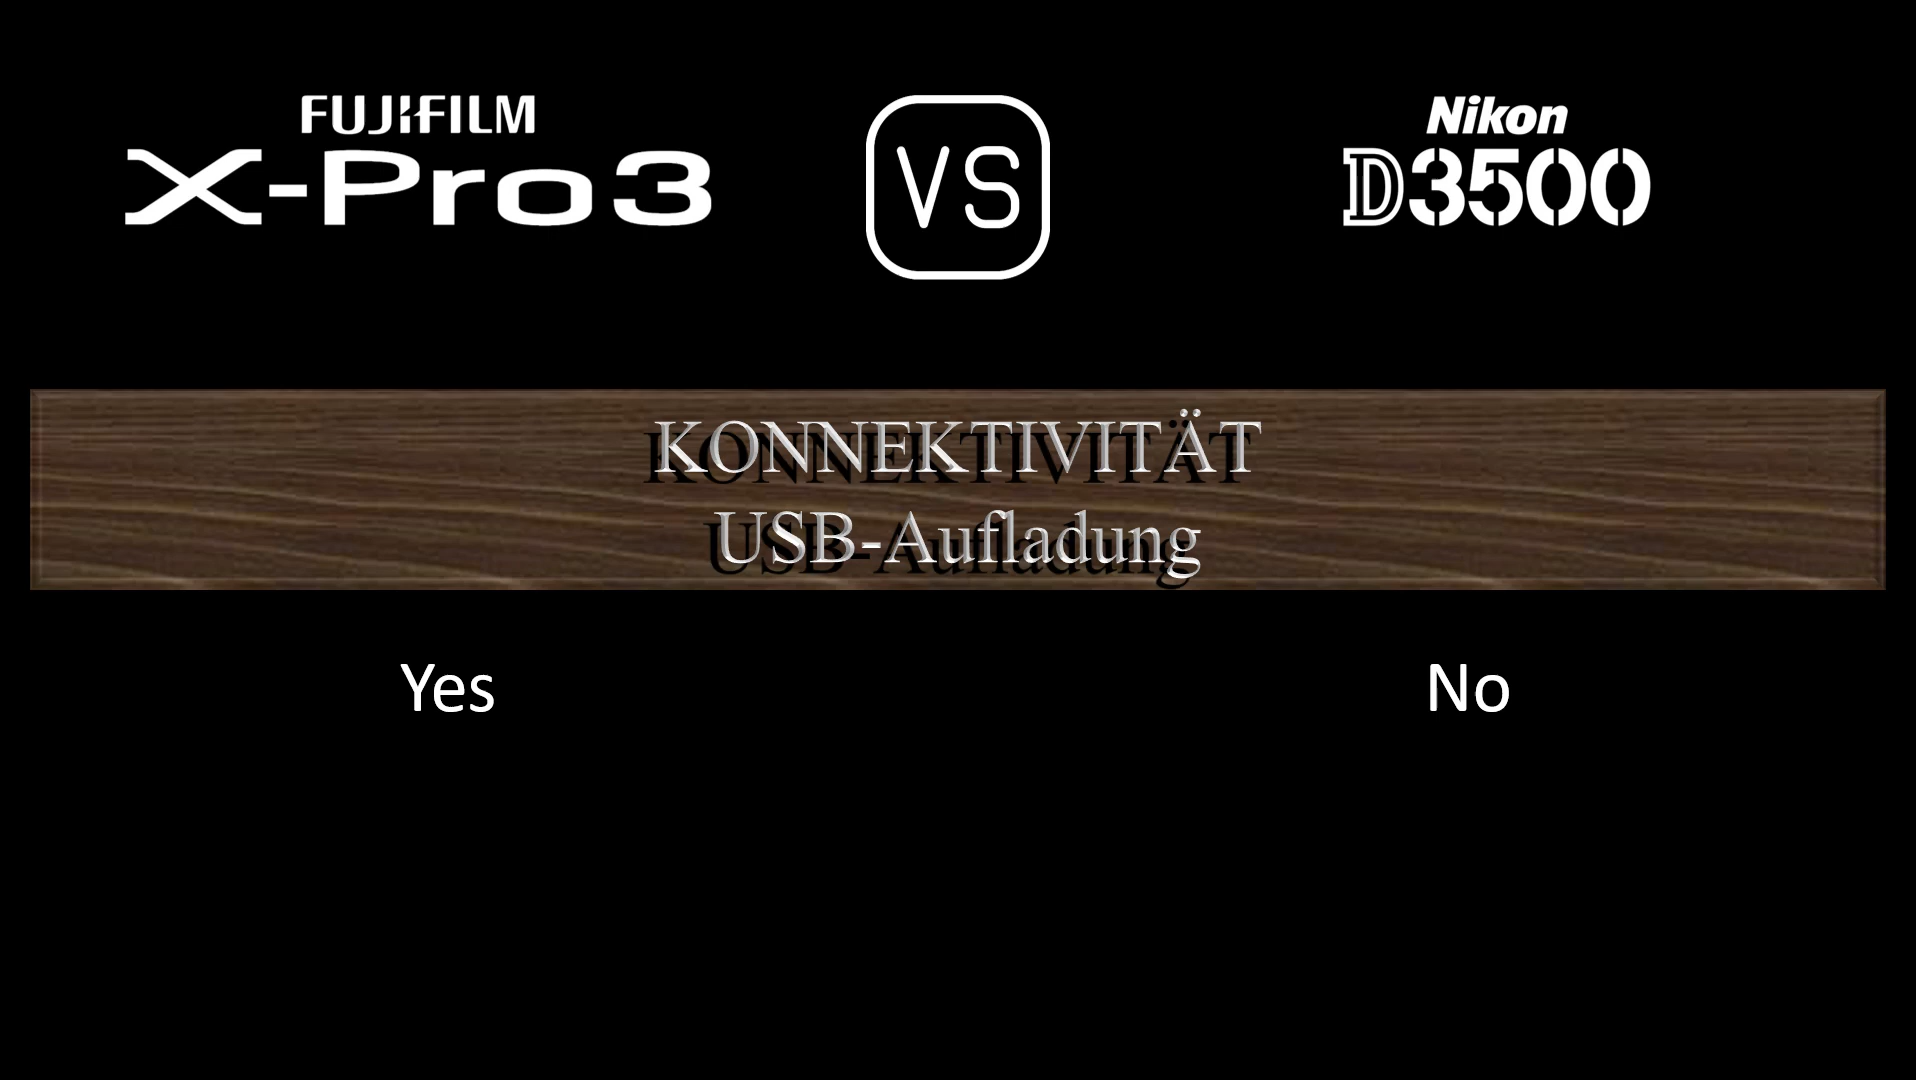 FUJIFILM
X-Pro3
VS
Nikon
D3500
KONNEKTIVITÄT
USB-Aufladung
Yes
No